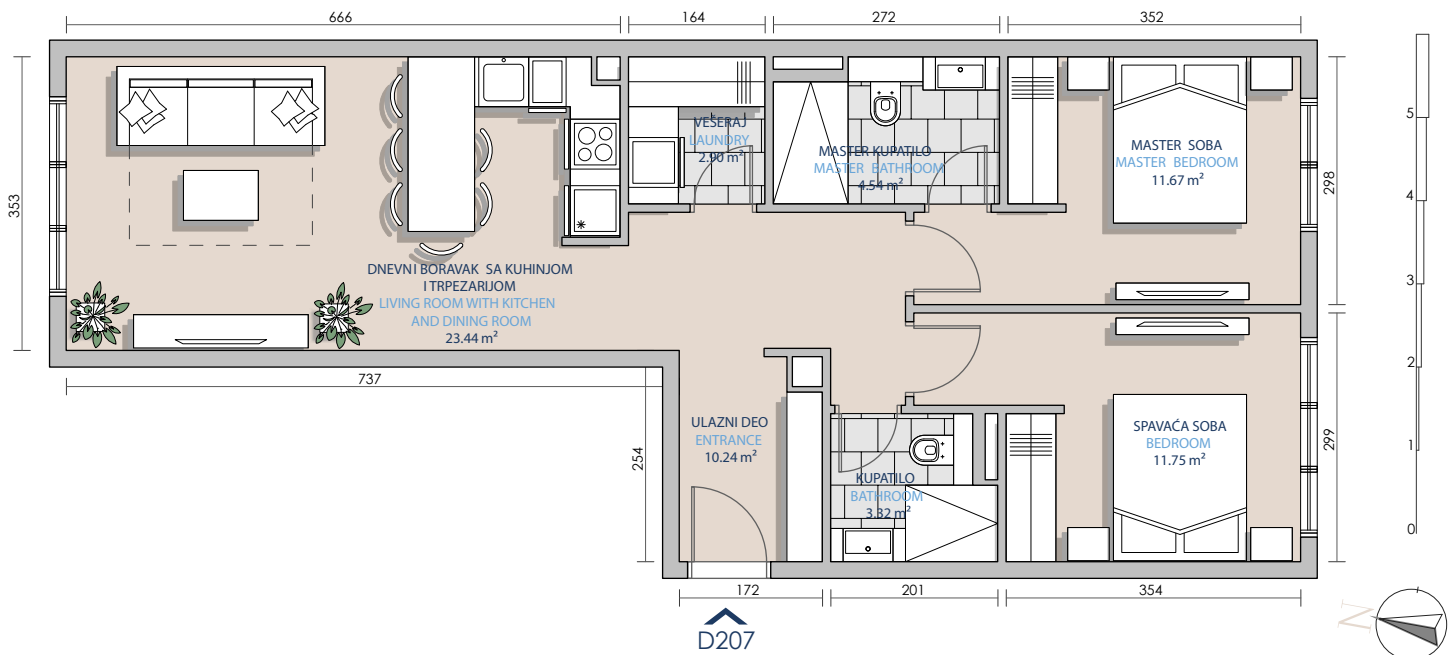 666
164
272
352
353
298
299
737
254
172
201
354
DNEVNI BORAVAK SA KUHINJOM
I TRPEZARIJOM
LIVING ROOM WITH KITCHEN
AND DINING ROOM
23.44 m²
VEŠERAJ
LAUNDRY
2.90 m²
MASTER KUPATILO
MASTER BATHROOM
4.54 m²
MASTER SOBA
MASTER BEDROOM
11.67 m²
ULAZNI DEO
ENTRANCE
10.24 m²
KUPATILO
BATHROOM
3.32 m²
SPAVAĆA SOBA
BEDROOM
11.75 m²
5
4
3
2
1
0
D207
N